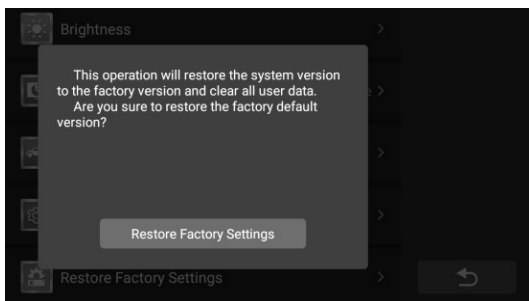 Brightness
This operation will restore the system version
to the factory version and clear all user data.
Are you sure to restore the factory default
version?
Restore Factory Settings
Restore Factory Settings